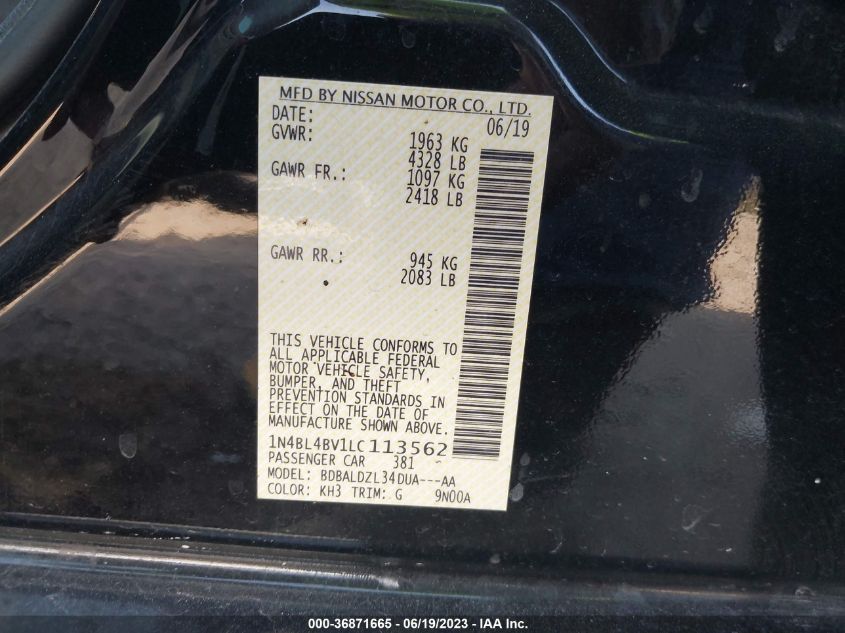 MFD BY NISSAN MOTOR CO., LTD.
DATE: 06/19
GVWR: 1963 KG
4328 LB
GAWR FR.: 1097 KG
2418 LB
GAWR RR.: 945 KG
2083 LB
THIS VEHICLE CONFORMS TO
ALL APPLICABLE FEDERAL
MOTOR VEHICLE SAFETY,
BUMPER, AND THEFT
PREVENTION STANDARDS IN
EFFECT ON THE DATE OF
MANUFACTURE SHOWN ABOVE.
1N4BL4BV1LC113562
PASSENGER CAR 381
MODEL: BDBALDZL34DUA---AA
COLOR: KH3 TRIM: G 9N00A
000-36871665 - 06/19/2023 - IAA Inc.